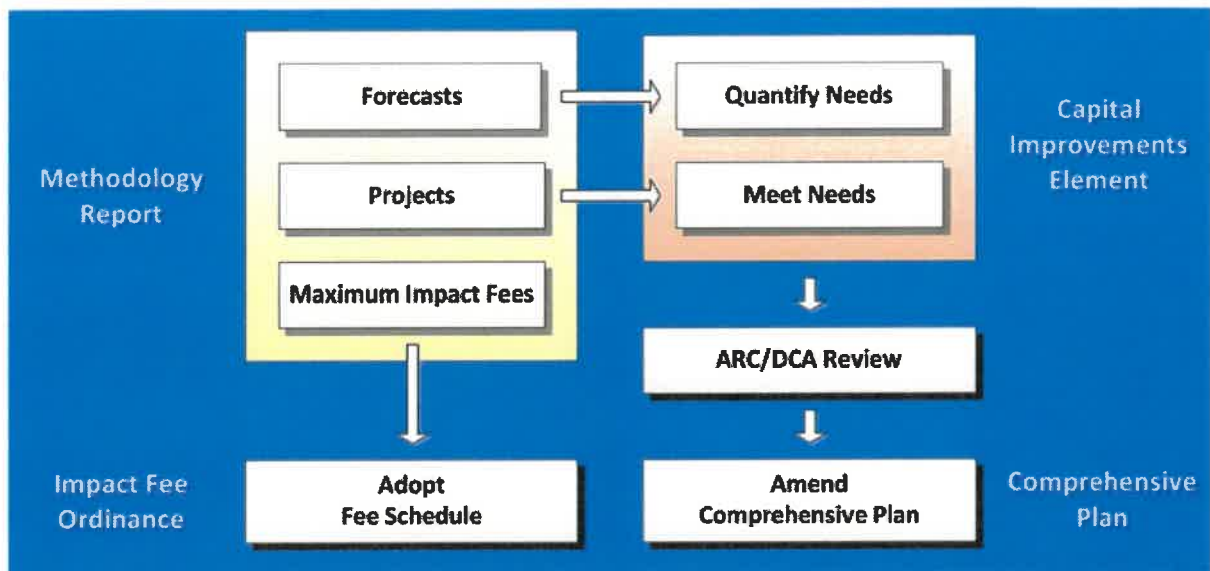 Methodology
Report
Forecasts
Projects
Maximum Impact Fees
Quantify Needs
Meet Needs
Capital
Improvements
Element
ARC/DCA Review
Impact Fee
Ordinance
Adopt
Fee Schedule
Amend
Comprehensive Plan
Comprehensive
Plan